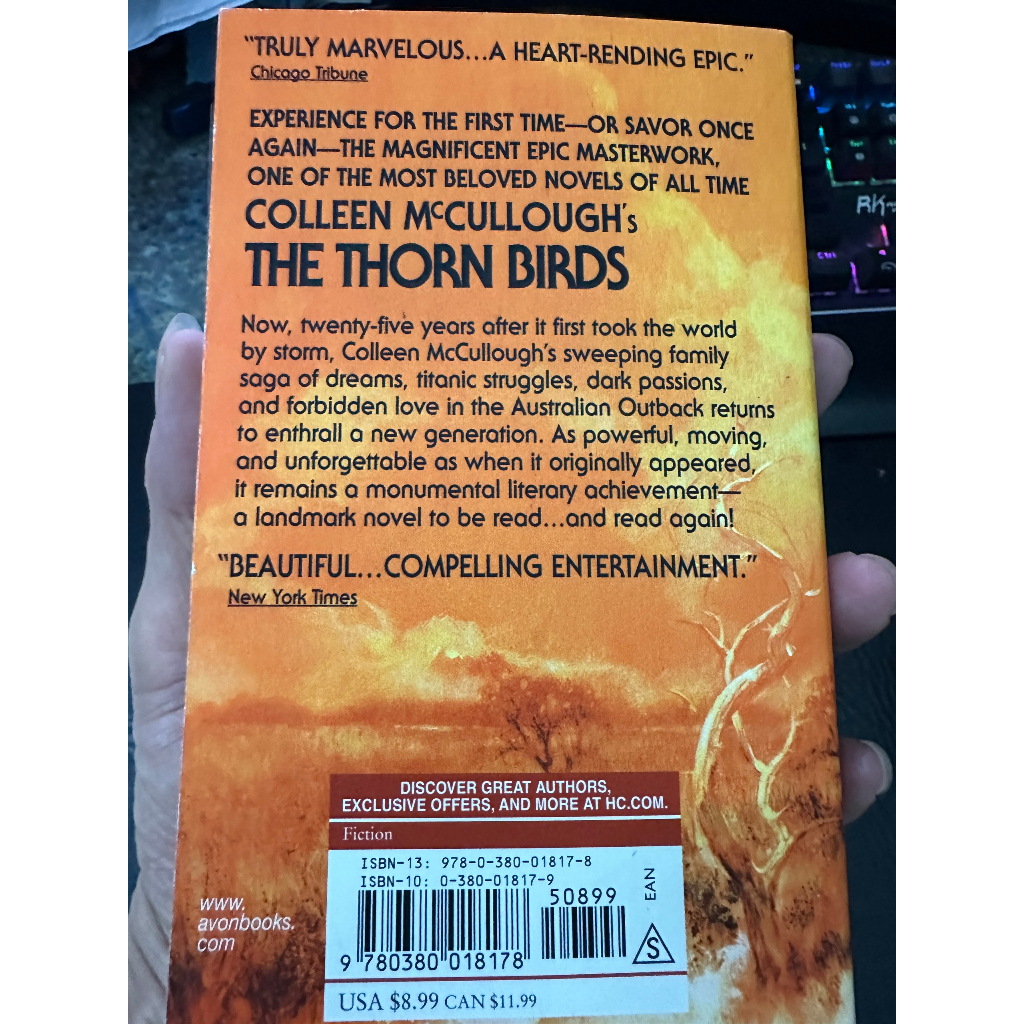 "TRULY MARVELOUS...A HEART-RENDING EPIC."
Chicago Tribune
EXPERIENCE FOR THE FIRST TIME—OR SAVOR ONCE
AGAIN—THE MAGNIFICENT EPIC MASTERWORK,
ONE OF THE MOST BELOVED NOVELS OF ALL TIME
COLLEEN McCULLOUGH's
THE THORN BIRDS
Now, twenty-five years after it first took the world
by storm, Colleen McCullough's sweeping family
saga of dreams, titanic struggles, dark passions,
and forbidden love in the Australian Outback returns
to enthrall a new generation. As powerful, moving,
and unforgettable as when it originally appeared,
it remains a monumental literary achievement—
a landmark novel to be read...and read again!
"BEAUTIFUL...COMPELLING ENTERTAINMENT."
New York Times
DISCOVER GREAT AUTHORS,
EXCLUSIVE OFFERS, AND MORE AT HC.COM.
Fiction
ISBN-13: 978-0-380-01817-8
ISBN-10: 0-380-01817-9
50899
EAN
S
9 780380 018178
USA $8.99 CAN $11.99
www.
avonbooks.
com
RK
Ctrl